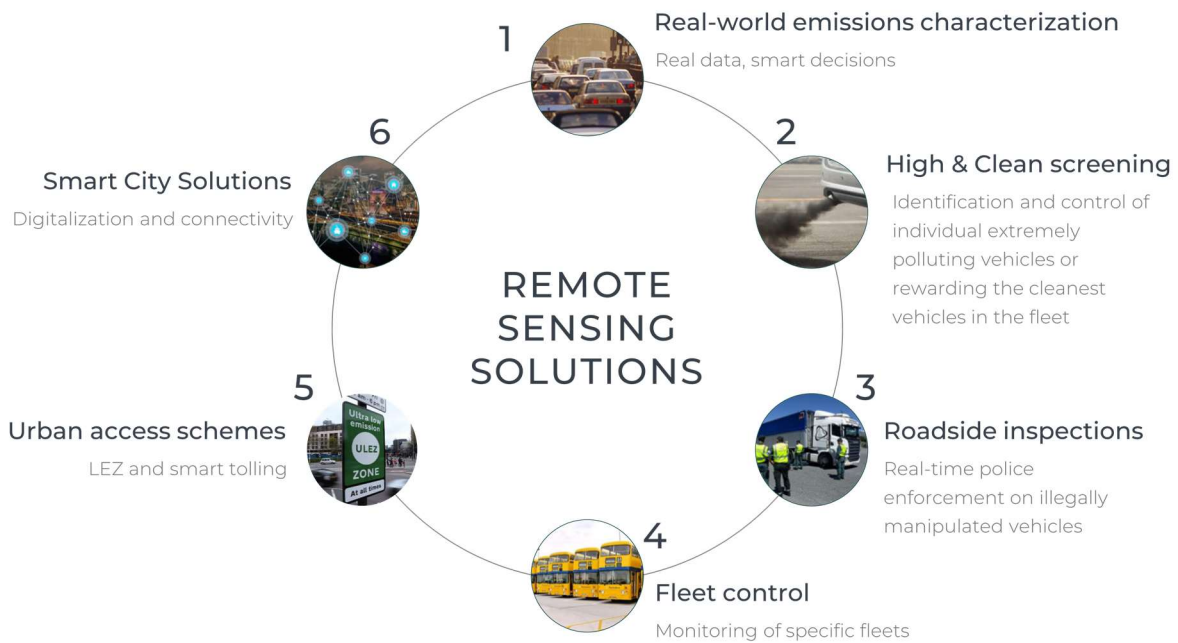 1
Real-world emissions characterization
Real data, smart decisions
2
High & Clean screening
Identification and control of
individual extremely
polluting vehicles or
rewarding the cleanest
vehicles in the fleet
3
Roadside inspections
Real-time police
enforcement on illegally
manipulated vehicles
4
Fleet control
Monitoring of specific fleets
5
Urban access schemes
LEZ and smart tolling
Ultra low
emission
ULEZ
ZONE
At all times
6
Smart City Solutions
Digitalization and connectivity
REMOTE
SENSING
SOLUTIONS